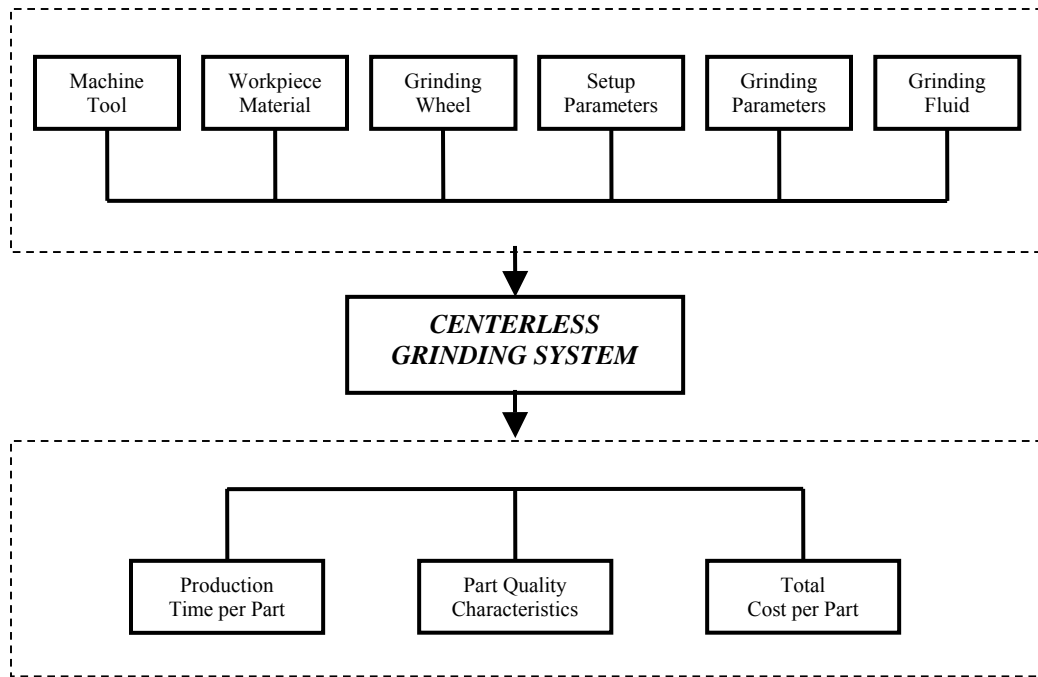 Machine
Tool
Workpiece
Material
Grinding
Wheel
Setup
Parameters
Grinding
Parameters
Grinding
Fluid
CENTERLESS
GRINDING SYSTEM
Production
Time per Part
Part Quality
Characteristics
Total
Cost per Part